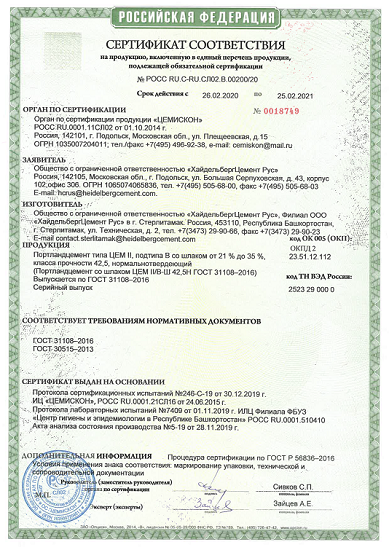 РОССИЙСКАЯ ФЕДЕРАЦИЯ
СЕРТИФИКАТ СООТВЕТСТВИЯ
на продукцию, включенную в единый перечень продукции,
подлежащей обязательной сертификации
№ РОСС RU.C-RU.СЛ02.В.00200/20
Срок действия с 26.02.2020 по 25.02.2021
№ 0018749
ОРГАН ПО СЕРТИФИКАЦИИ
Орган по сертификации продукции «ЦЕМИСКОН»
РОСС RU.0001.11СЛ02 от 01.10.2014 г.
Россия, 142101, г. Подольск, Московская обл., ул. Плещеевская, д.15
ОГРН 1035007204011; тел./факс +7(495) 496-92-38, e-mail: cemiskon@mail.ru
ЗАЯВИТЕЛЬ
Общество с ограниченной ответственностью «ХайдельбергЦемент Рус»
Россия, 142105, Московская обл., г. Подольск, ул. Большая Серпуховская, д. 43, корпус
102,офис 306. ОГРН 1065074065836, тел. +7(495) 505-68-00, факс +7(495) 505-68-03
E-mail: hcrus@heidelbergcement.com.
ИЗГОТОВИТЕЛЬ
Общество с ограниченной ответственностью «ХайдельбергЦемент Рус», Филиал ООО
«ХайдельбергЦемент Рус» в г. Стерлитамак. Россия, 453110, Республика Башкортостан,
г. Стерлитамак, ул. Техническая, д. 2, тел. +7(3473) 29-90-66, факс +7(3473) 29-90-23
E-mail contact.sterlitamak@heidelbergcement.com.
код ОК 005 (ОКП):
ПРОДУКЦИЯ
ОКПД 2
Портландцемент типа ЦЕМ II, подтипа В со шлаком от 21 % до 35 %,
23.51.12.112
класса прочности 42,5, нормальнотвердеющий
(Портландцемент со шлаком ЦЕМ II/В-Ш 42,5Н ГОСТ 31108–2016)
код ТН ВЭД России:
Выпускается по ГОСТ 31108–2016)
Серийный выпуск
2523 29 000 0
СООТВЕТСТВУЕТ ТРЕБОВАНИЯМ НОРМАТИВНЫХ ДОКУМЕНТОВ
ГОСТ 31108–2016
ГОСТ 30515–2013
СЕРТИФИКАТ ВЫДАН НА ОСНОВАНИИ
Протокола сертификационных испытаний №246-С-19 от 30.12.2019 г.
ИЦ «ЦЕМИСКОН», РОСС RU.0001.21СЛ16 от 24.06.2015 г.
Протокола лабораторных испытаний №7409 от 01.11.2019 г. ИЛЦ Филиала ФБУЗ
«Центр гигиены и эпидемиологии в Республике Башкортостан» РОСС RU.0001.510410
Акта анализа состояния производства №5-19 от 28.11.2019 г.
ДОПОЛНИТЕЛЬНАЯ ИНФОРМАЦИЯ Процедура сертификации по ГОСТ Р 56836–2016
Условия применения знака соответствия: маркирование упаковки, технической и
сопроводительной документации
Руководитель (заместитель руководителя)
органа по сертификации
Сивков С.П.
М.П.
Эксперт (эксперты)
Зайцев А.Е.